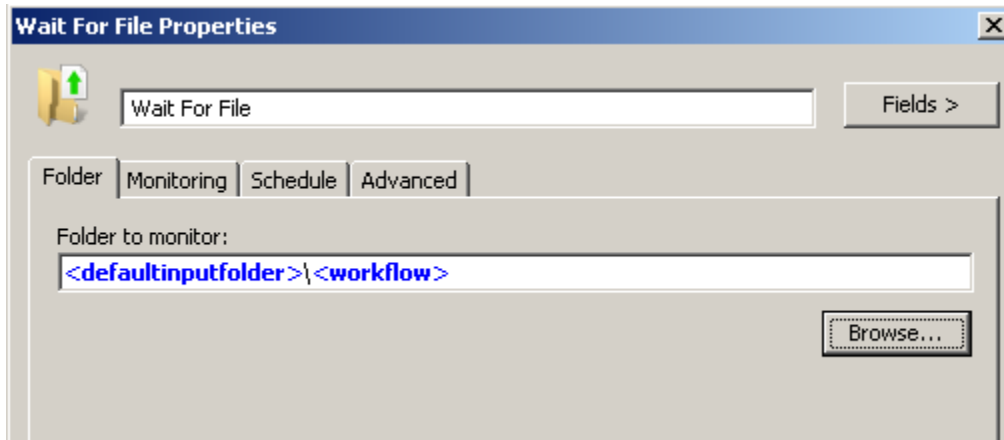 Wait For File Properties
Wait For File
Fields >
Folder
Monitoring
Schedule
Advanced
Folder to monitor:
<defaultinputfolder>\<workflow>
Browse...